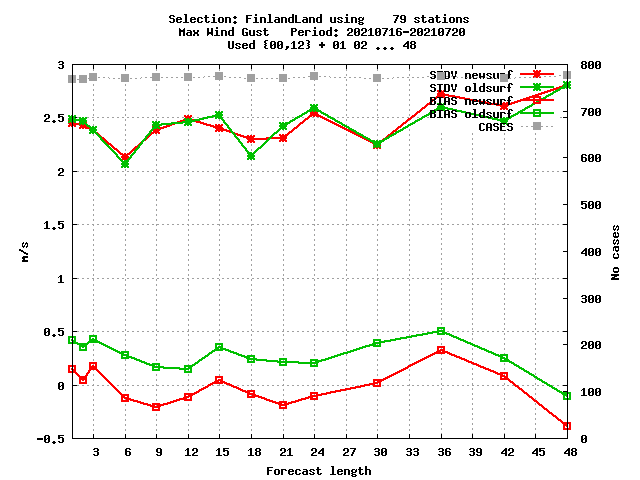 Selection: FinlandLand using 79 stations
Max Wind Gust Period: 20210716-20210720
Used {00,12} + 01 02 ... 48
3
2.5
2
1.5
1
0.5
0
-0.5
m/s
800
700
600
500
400
300
200
100
0
No cases
STDV newsurf
STDV oldsurf
BIAS newsurf
BIAS oldsurf
CASES
3 6 9 12 15 18 21 24 27 30 33 36 39 42 45 48
Forecast length